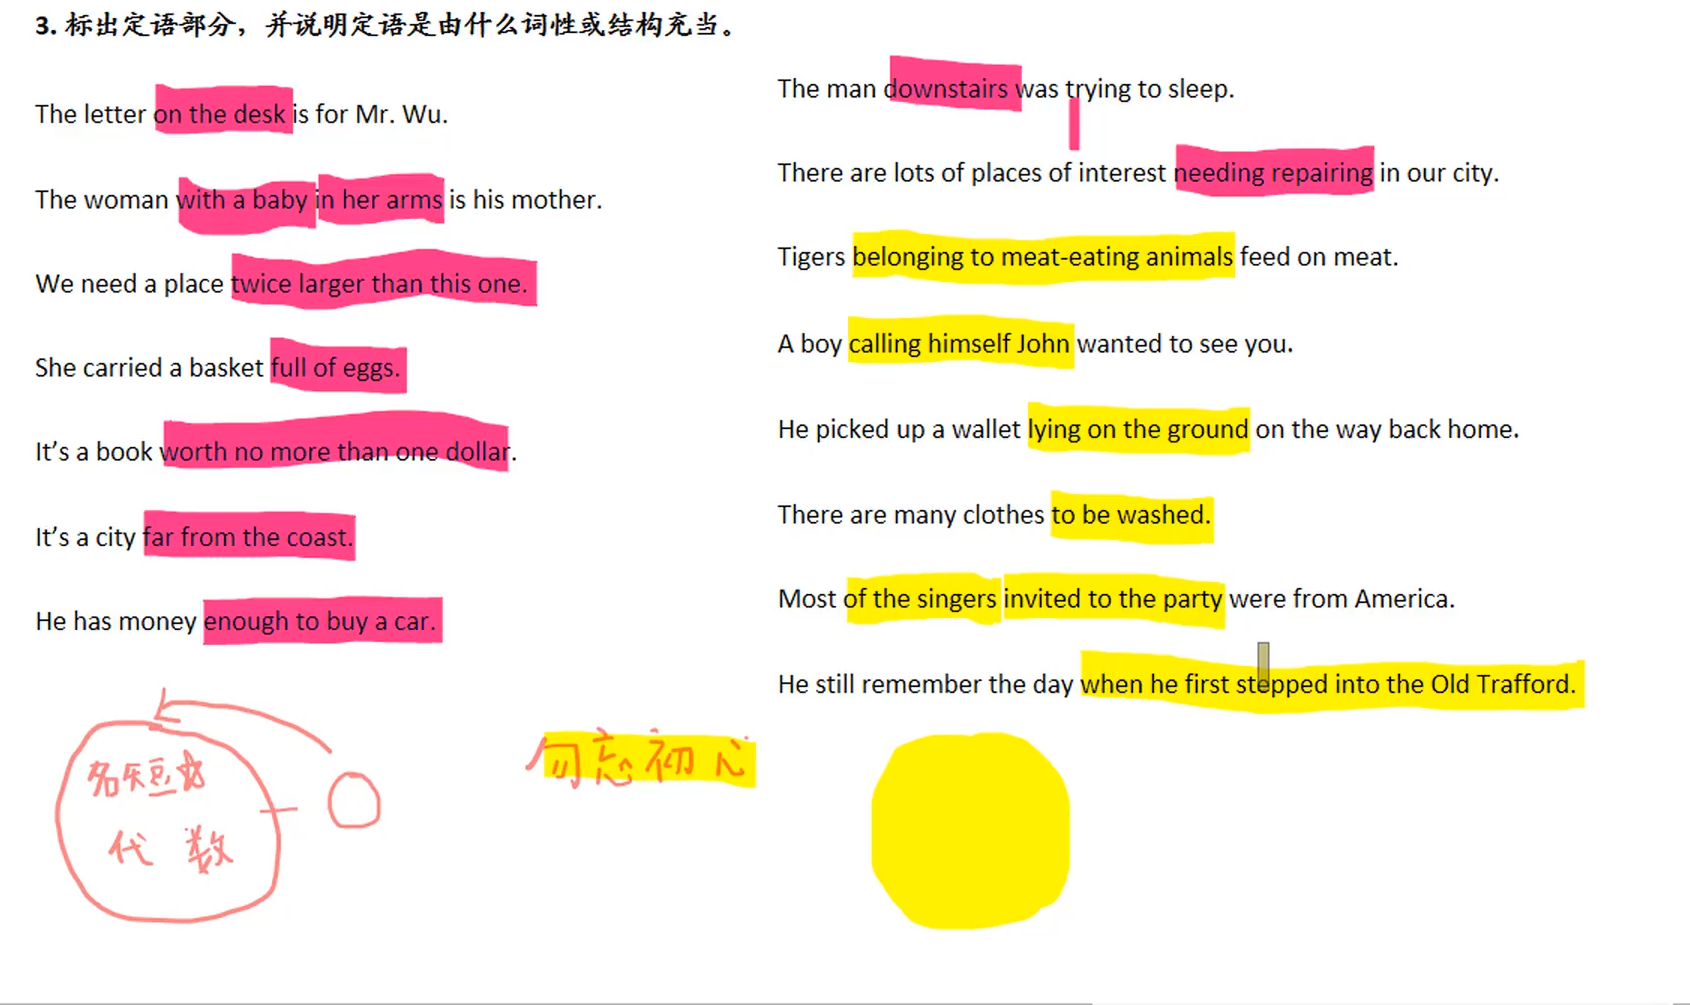 3. 标出定语部分，并说明定语是由什么词性或结构充当。
The letter on the desk is for Mr. Wu.
The woman with a baby in her arms is his mother.
We need a place twice larger than this one.
She carried a basket full of eggs.
It’s a book worth no more than one dollar.
It’s a city far from the coast.
He has money enough to buy a car.
The man downstairs was trying to sleep.
There are lots of places of interest needing repairing in our city.
Tigers belonging to meat-eating animals feed on meat.
A boy calling himself John wanted to see you.
He picked up a wallet lying on the ground on the way back home.
There are many clothes to be washed.
Most of the singers invited to the party were from America.
He still remember the day when he first stepped into the Old Trafford.
代 数
勿忘初心